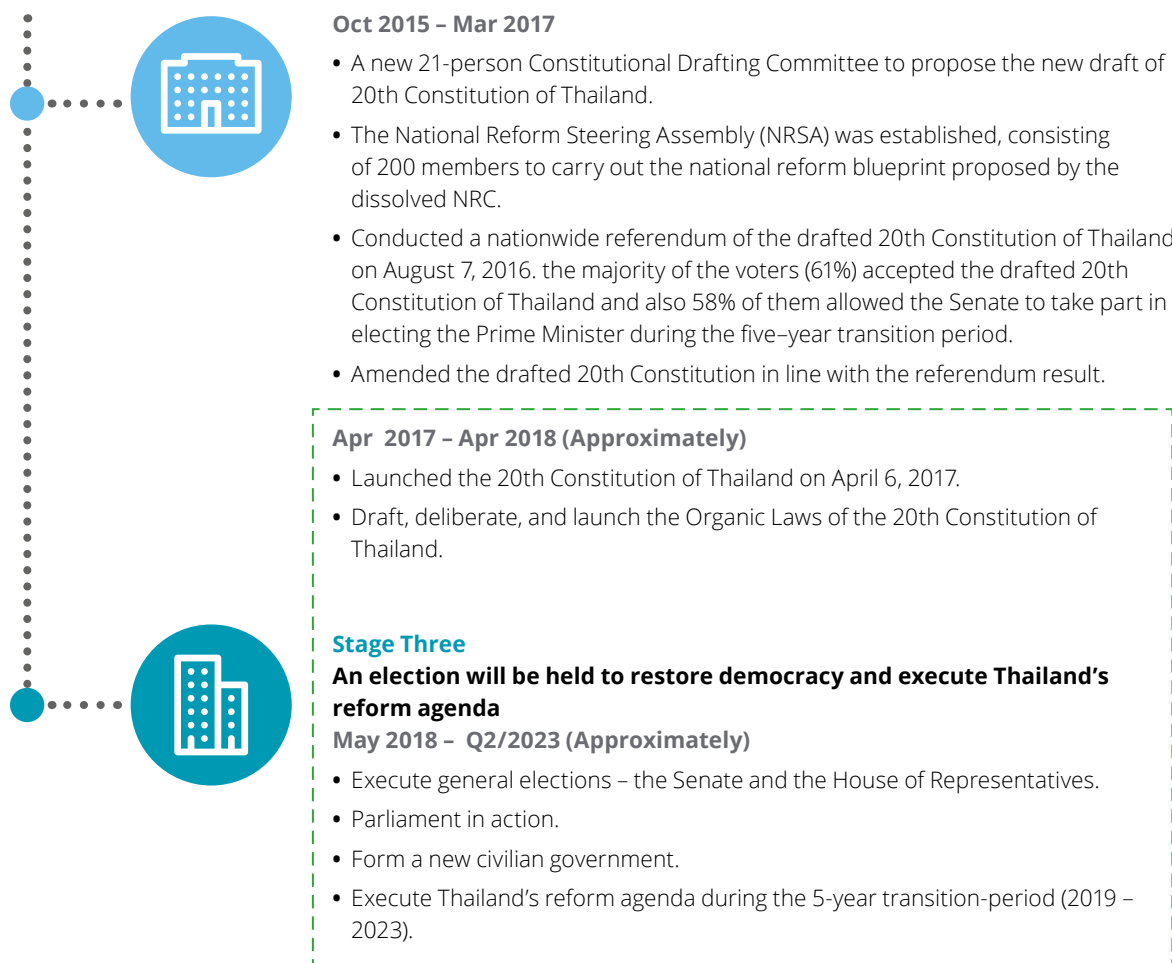 Oct 2015 – Mar 2017
• A new 21-person Constitutional Drafting Committee to propose the new draft of
20th Constitution of Thailand.
• The National Reform Steering Assembly (NRSA) was established, consisting
of 200 members to carry out the national reform blueprint proposed by the
dissolved NRC.
• Conducted a nationwide referendum of the drafted 20th Constitution of Thailand
on August 7, 2016. the majority of the voters (61%) accepted the drafted 20th
Constitution of Thailand and also 58% of them allowed the Senate to take part in
electing the Prime Minister during the five–year transition period.
• Amended the drafted 20th Constitution in line with the referendum result.
Apr 2017 – Apr 2018 (Approximately)
• Launched the 20th Constitution of Thailand on April 6, 2017.
• Draft, deliberate, and launch the Organic Laws of the 20th Constitution of
Thailand.
Stage Three
An election will be held to restore democracy and execute Thailand’s
reform agenda
May 2018 – Q2/2023 (Approximately)
• Execute general elections – the Senate and the House of Representatives.
• Parliament in action.
• Form a new civilian government.
• Execute Thailand’s reform agenda during the 5-year transition-period (2019 –
2023).